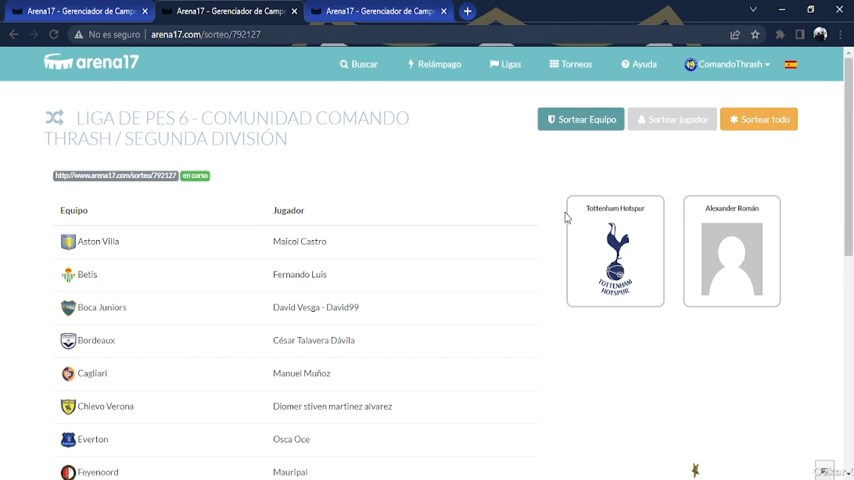 Arena17 - Gerenciador de Camp
Arena17 - Gerenciador de Camp
Arena17 - Gerenciador de Camp
No es seguro
arena17.com/sorteo/792127
arena17
Buscar
Relámpago
Ligas
Torneos
Ayuda
ComandoThrash
LIGA DE PES 6 - COMUNIDAD COMANDO
THRASH / SEGUNDA DIVISIÓN
Sortear Equipo
Sortear jugador
Sortear todo
http://www.arena17.com/sorteo/792127 en curso
Equipo Jugador
Aston Villa Maicol Castro
Betis Fernando Luis
Boca Juniors David Vesga - David99
Bordeaux César Talavera Dávila
Cagliari Manuel Muñoz
Chievo Verona Diomer stiven martinez alvarez
Everton Osca Oce
Feyenoord Mauripal
Tottenham Hotspur
TOTTENHAM
HOTSPUR
Alexander Román